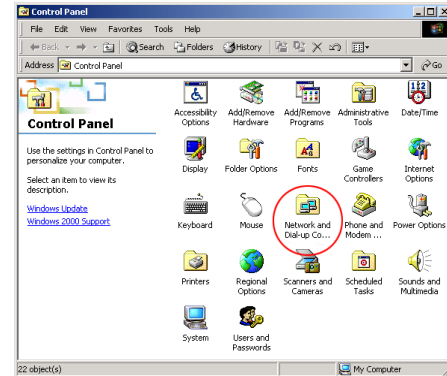 Control Panel
File Edit View Favorites Tools Help
Back Search Folders History
Address Control Panel Go
Control Panel
Use the settings in Control Panel to
personalize your computer.
Select an item to view its
description.
Windows Update
Windows 2000 Support
Accessibility
Options
Add/Remove
Hardware
Add/Remove
Programs
Administrative
Tools
Date/Time
Display
Folder Options
Fonts
Game
Controllers
Internet
Options
Keyboard
Mouse
Network and
Dial-up Co...
Phone and
Modem ...
Power Options
Printers
Regional
Options
Scanners and
Cameras
Scheduled
Tasks
Sounds and
Multimedia
System
Users and
Passwords
22 object(s) My Computer